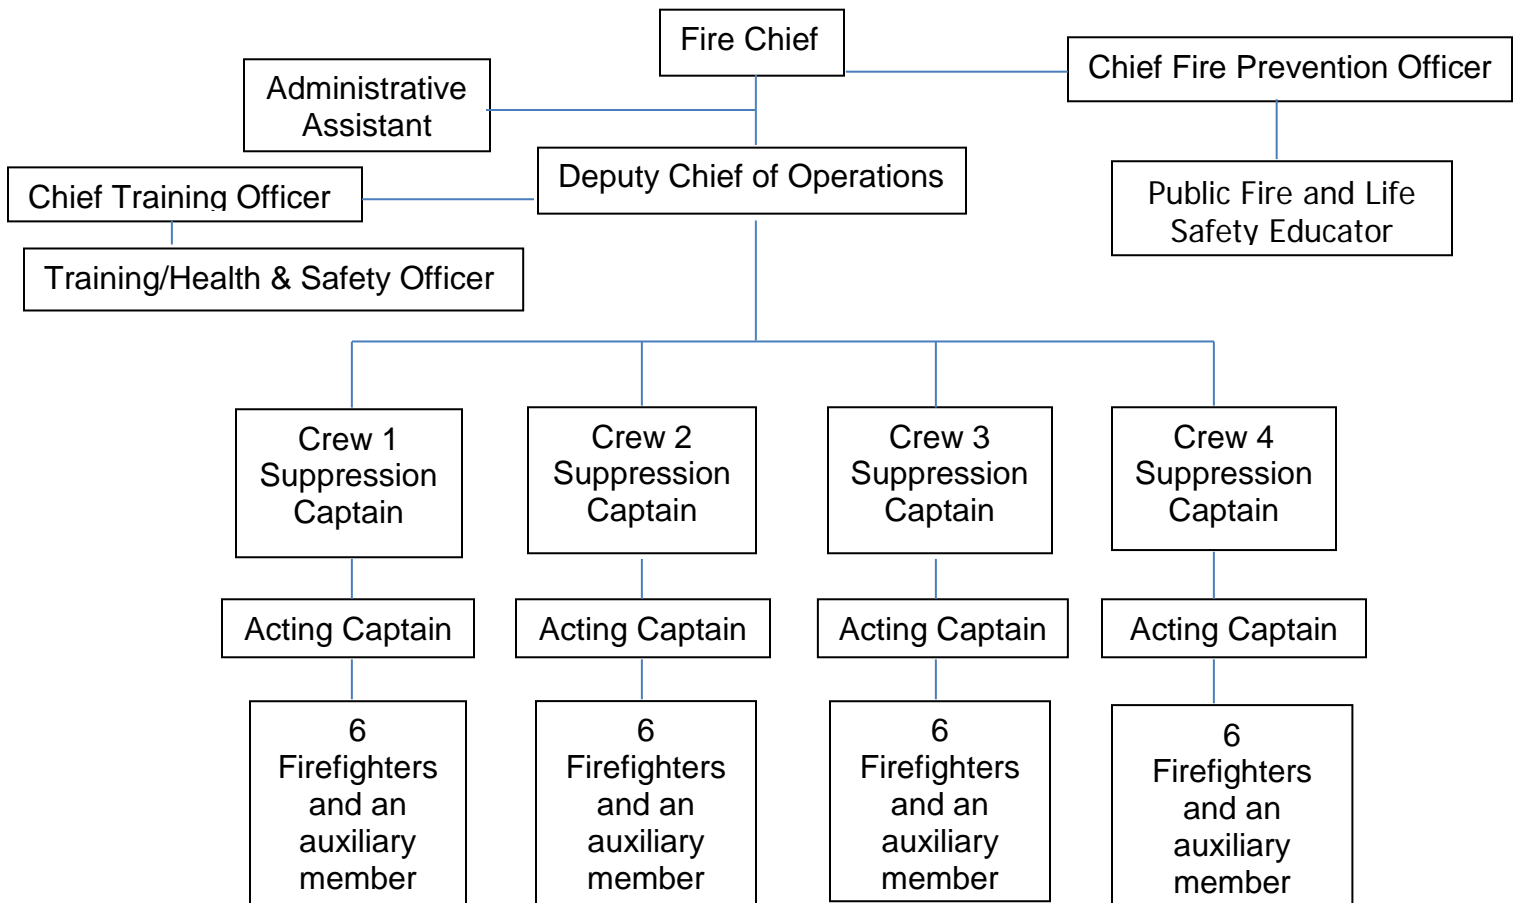 Fire Chief
Chief Fire Prevention Officer
Administrative
Assistant
Deputy Chief of Operations
Chief Training Officer
Public Fire and Life
Safety Educator
Training/Health & Safety Officer
Crew 1
Suppression
Captain
Crew 2
Suppression
Captain
Crew 3
Suppression
Captain
Crew 4
Suppression
Captain
Acting Captain
Acting Captain
Acting Captain
Acting Captain
6
Firefighters
and an
auxiliary
member
6
Firefighters
and an
auxiliary
member
6
Firefighters
and an
auxiliary
member
6
Firefighters
and an
auxiliary
member